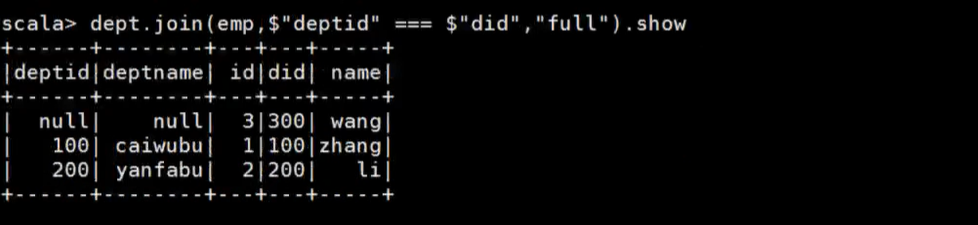 scala> dept.join(emp,$"deptid" === $"did","full").show
+------+--------+---+---+-----+
|deptid|deptname| id|did| name|
+------+--------+---+---+-----+
|  null|    null|  3|300| wang|
|   100| caiwubu|  1|100|zhang|
|   200| yanfabu|  2|200|   li|
+------+--------+---+---+-----+